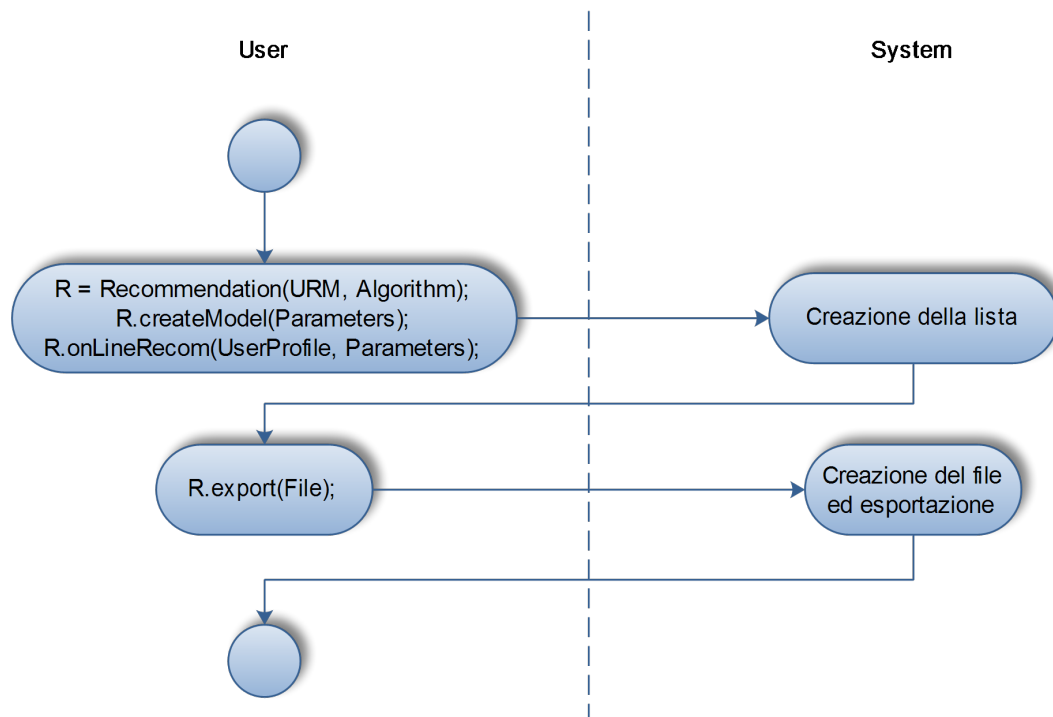 User
System
R = Recommendation(URM, Algorithm);
R.createModel(Parameters);
R.onLineRecom(UserProfile, Parameters);
Creazione della lista
R.export(File);
Creazione del file
ed esportazione